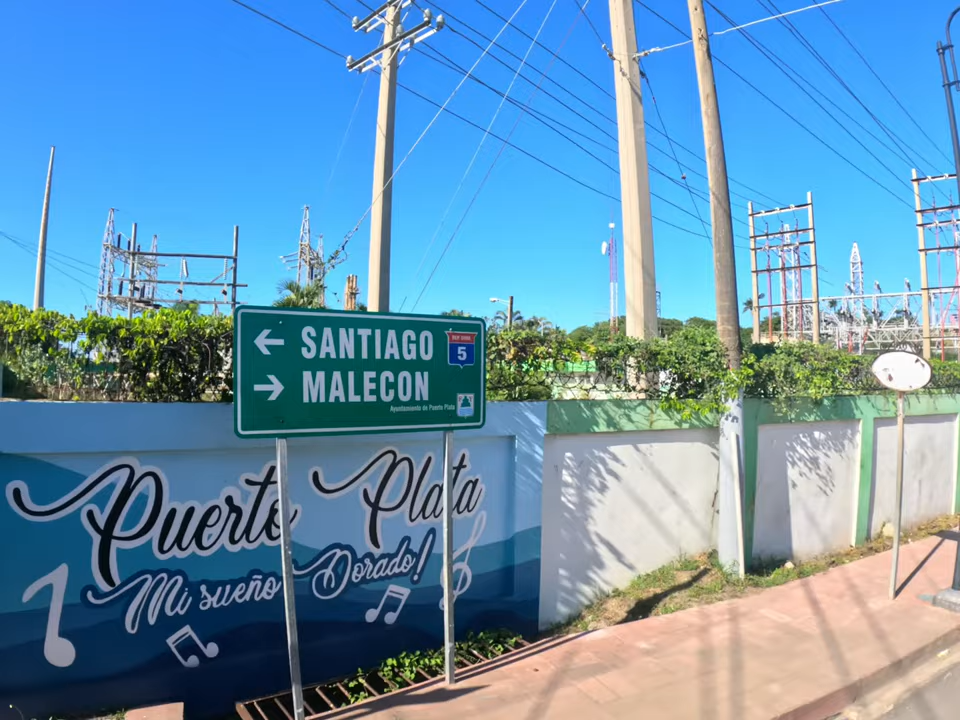 SANTIAGO
5
MALECON
Ayuntamiento de Puerto Plata
Puerto Plata
Mi sueño Dorado!